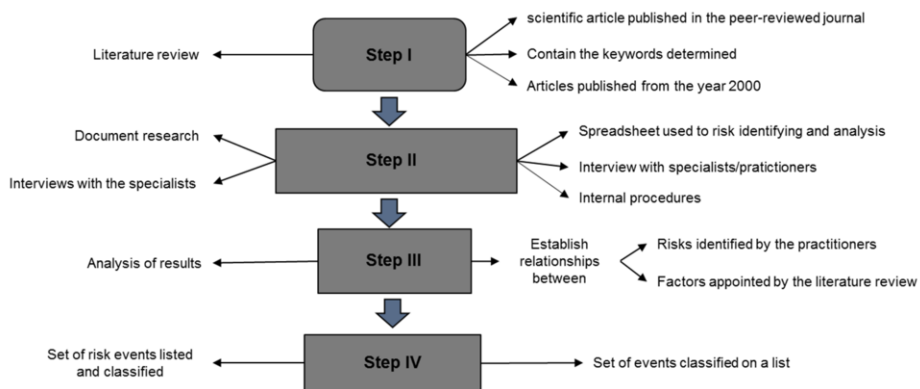 scientific article published in the peer-reviewed journal
Literature review
Step I
Contain the keywords determined
Articles published from the year 2000
Document research
Interviews with the specialists
Step II
Spreadsheet used to risk identifying and analysis
Interview with specialists/pratictioners
Internal procedures
Analysis of results
Step III
Establish
relationships
between
Risks identified by the practitioners
Factors appointed by the literature review
Set of risk events listed
and classified
Step IV
Set of events classified on a list